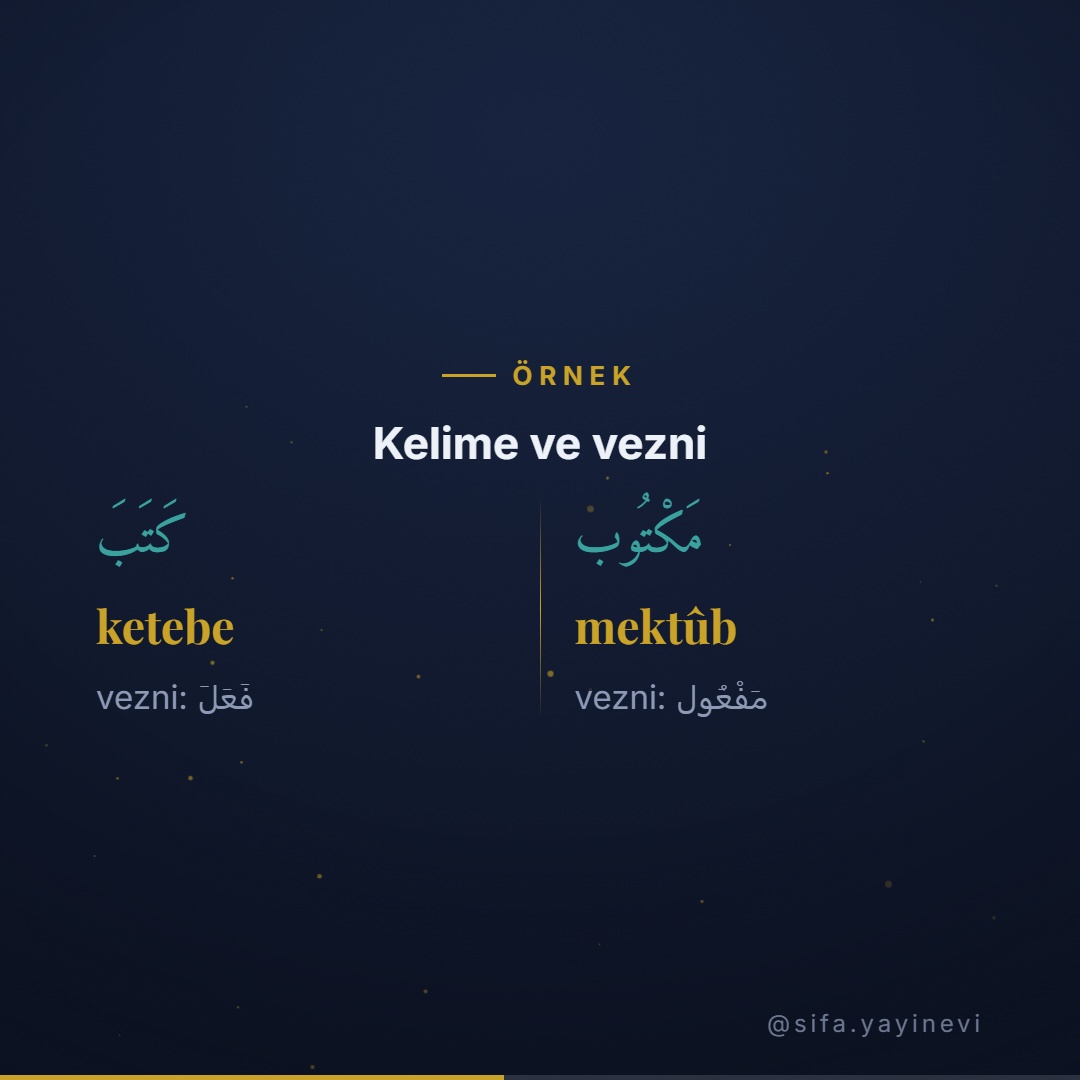 ÖRNEK
Kelime ve vezni
كَتَبَ
ketebe
vezni: فَعَلَ
مَكْتُوب
mektûb
vezni: مَفْعُول
@sifa.yayinevi